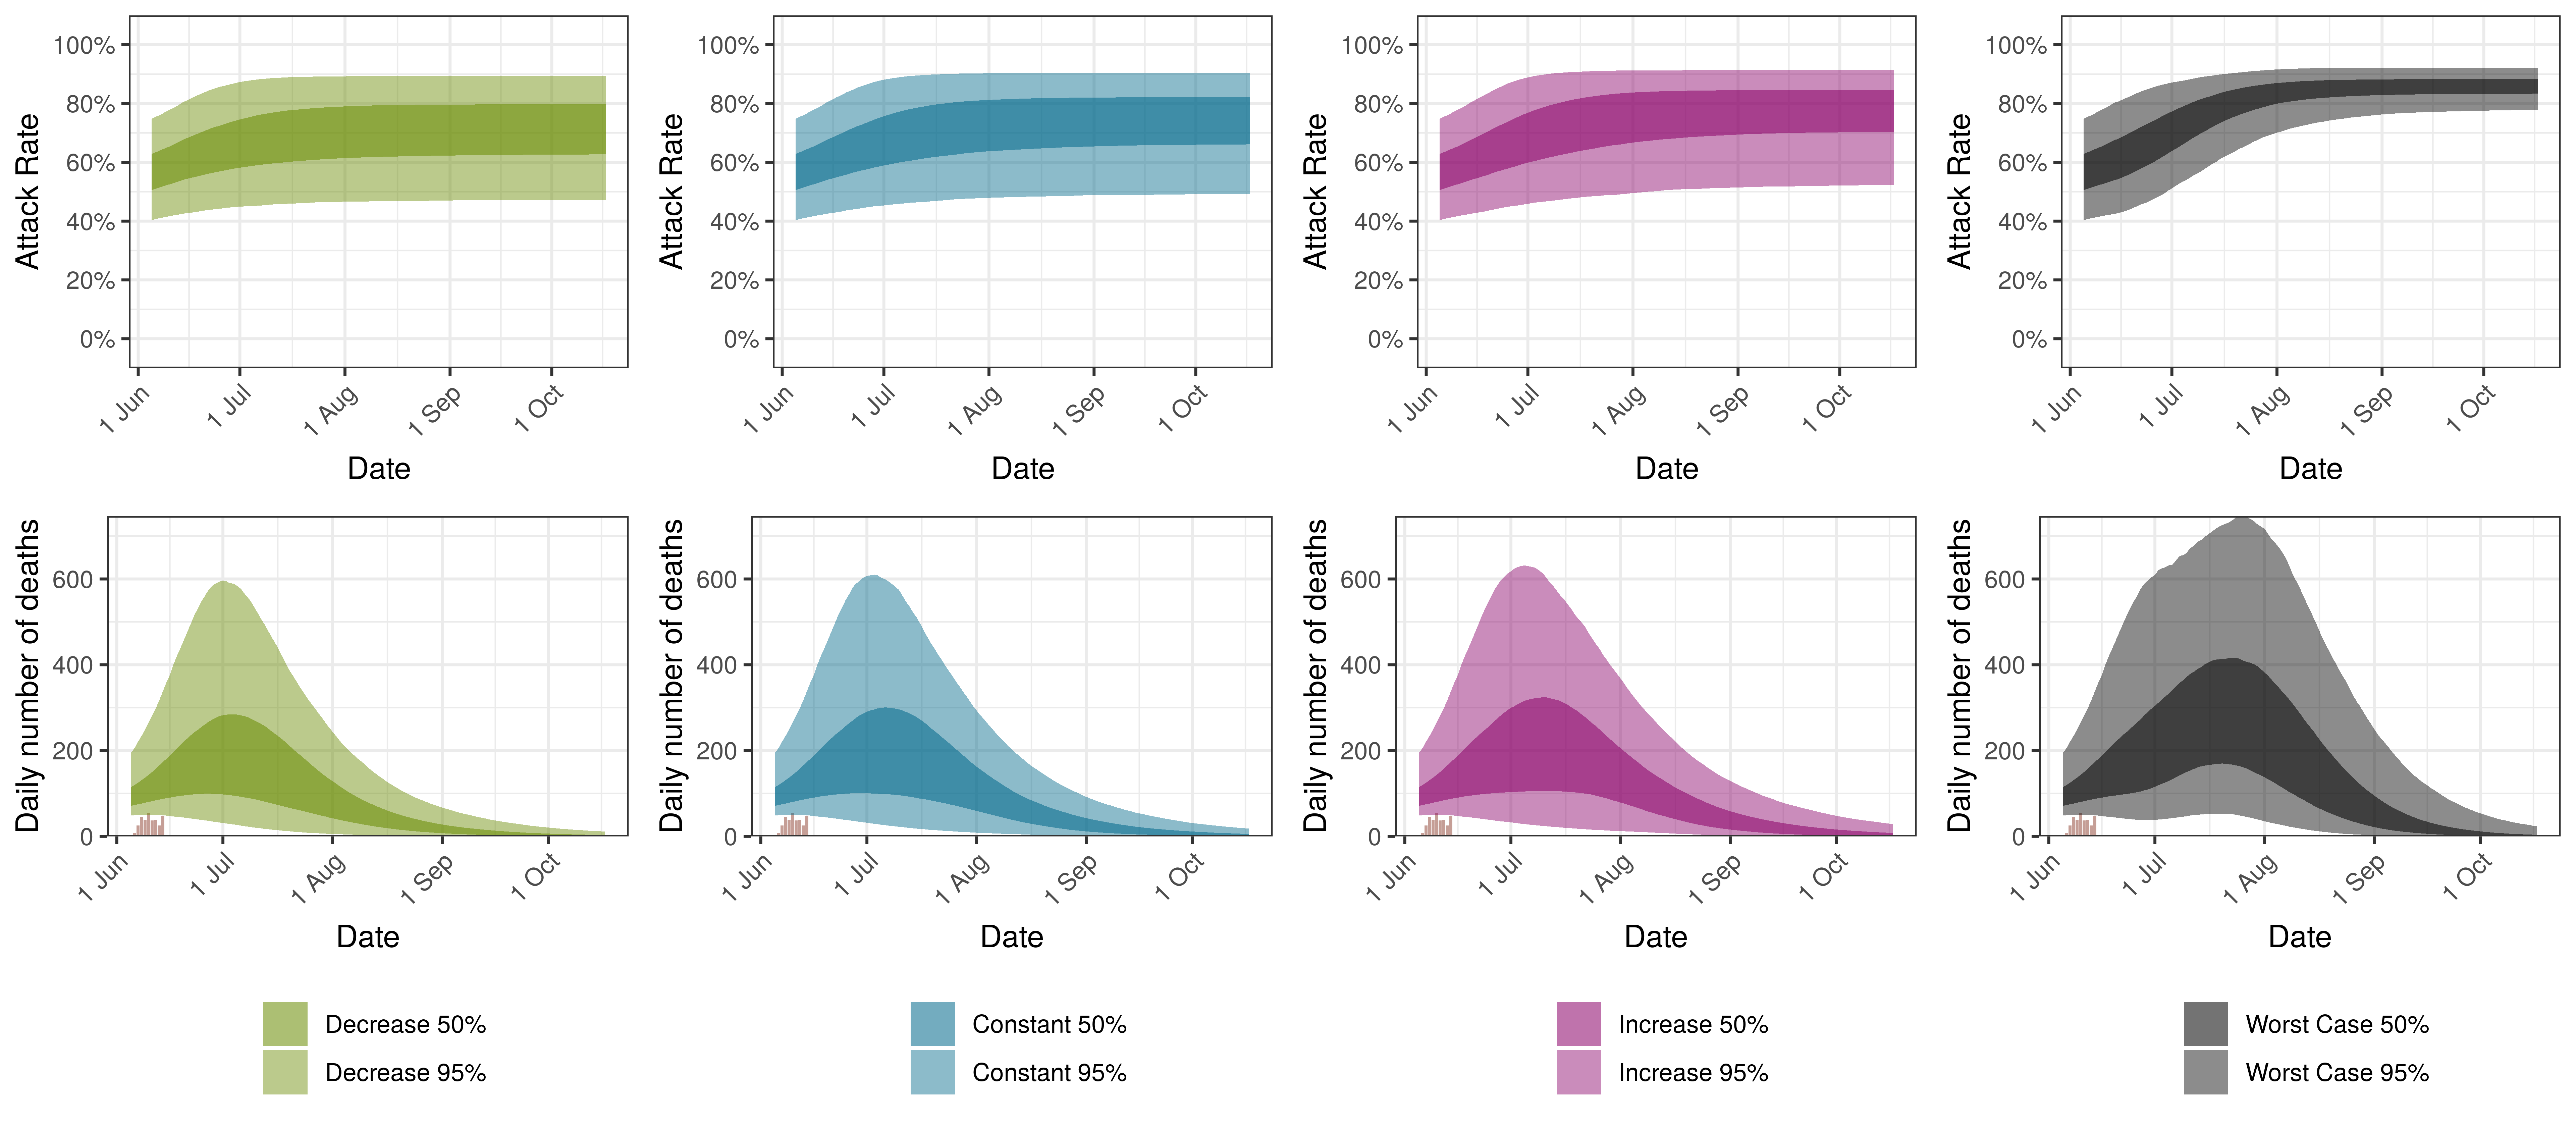 Attack Rate
100%
80%
60%
40%
20%
0%
1 Jun
1 Jul
1 Aug
1 Sep
1 Oct
Date
Attack Rate
100%
80%
60%
40%
20%
0%
1 Jun
1 Jul
1 Aug
1 Sep
1 Oct
Date
Attack Rate
100%
80%
60%
40%
20%
0%
1 Jun
1 Jul
1 Aug
1 Sep
1 Oct
Date
Attack Rate
100%
80%
60%
40%
20%
0%
1 Jun
1 Jul
1 Aug
1 Sep
1 Oct
Date
Daily number of deaths
600
400
200
0
1 Jun
1 Jul
1 Aug
1 Sep
1 Oct
Date
Daily number of deaths
600
400
200
0
1 Jun
1 Jul
1 Aug
1 Sep
1 Oct
Date
Daily number of deaths
600
400
200
0
1 Jun
1 Jul
1 Aug
1 Sep
1 Oct
Date
Daily number of deaths
600
400
200
0
1 Jun
1 Jul
1 Aug
1 Sep
1 Oct
Date
Decrease 50%
Decrease 95%
Constant 50%
Constant 95%
Increase 50%
Increase 95%
Worst Case 50%
Worst Case 95%